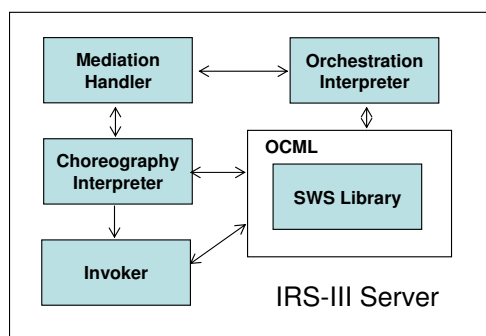 Mediation
Handler
Orchestration
Interpreter
Choreography
Interpreter
OCML
SWS Library
Invoker
IRS-III Server